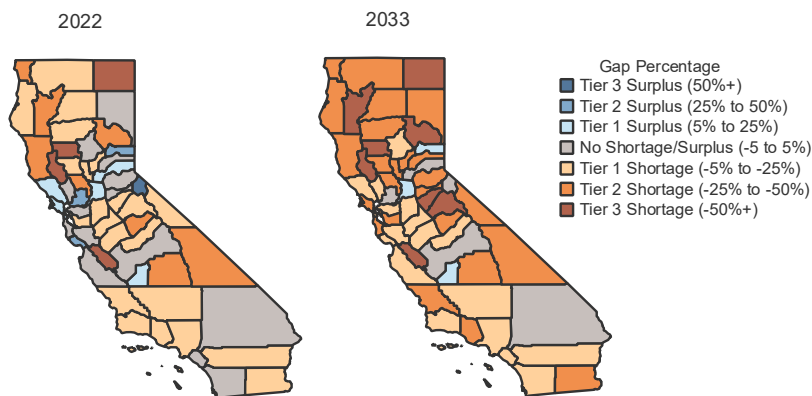 2022
2033
Gap Percentage
Tier 3 Surplus (50%+)
Tier 2 Surplus (25% to 50%)
Tier 1 Surplus (5% to 25%)
No Shortage/Surplus (-5 to 5%)
Tier 1 Shortage (-5% to -25%)
Tier 2 Shortage (-25% to -50%)
Tier 3 Shortage (-50%+)